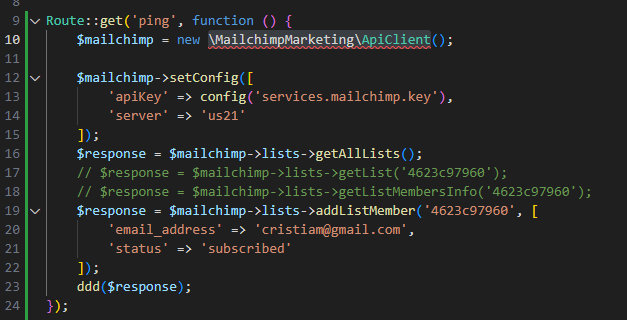 8
9 Route::get('ping', function () {
10 $mailchimp = new \MailchimpMarketing\ApiClient();
11
12 $mailchimp->setConfig([
13 'apiKey' => config('services.mailchimp.key'),
14 'server' => 'us21'
15 ]);
16 $response = $mailchimp->lists->getAllLists();
17 // $response = $mailchimp->lists->getList('4623c97960');
18 // $response = $mailchimp->lists->getListMembersInfo('4623c97960');
19 $response = $mailchimp->lists->addListMember('4623c97960', [
20 'email_address' => 'cristiam@gmail.com',
21 'status' => 'subscribed'
22 ]);
23 ddd($response);
24 });